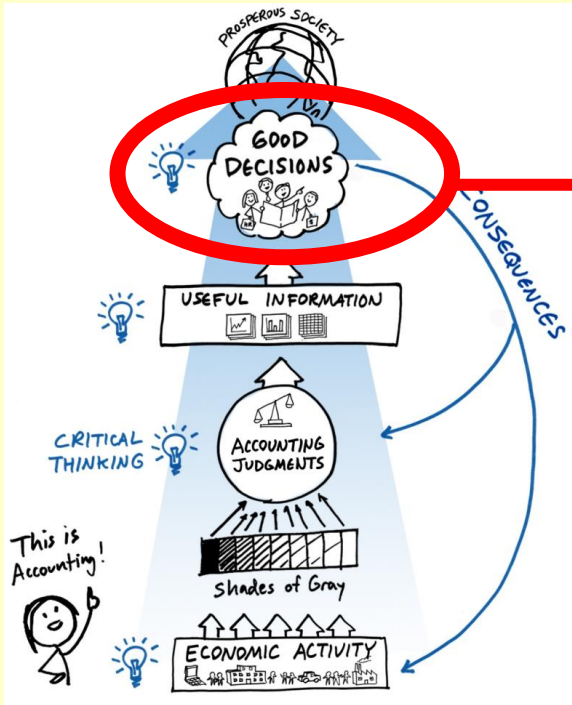 PROSPEROUS SOCIETY
GOOD
DECISIONS
CONSEQUENCES
USEFUL INFORMATION
CRITICAL
THINKING
ACCOUNTING
JUDGMENTS
This is
Accounting!
Shades of Gray
ECONOMIC ACTIVITY